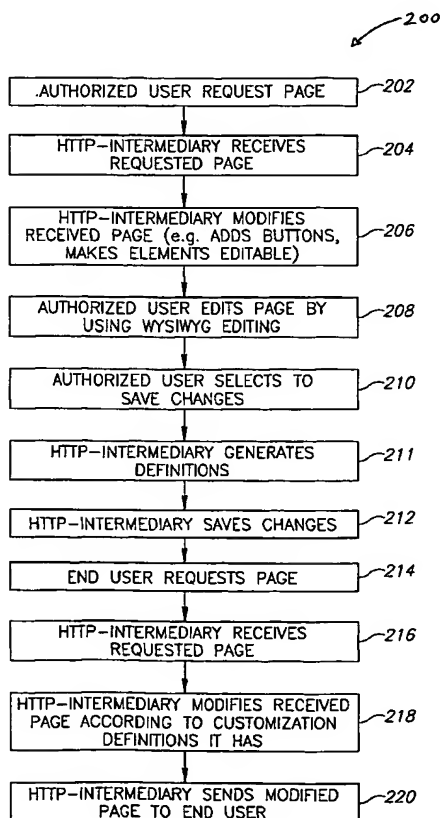 200
.AUTHORIZED USER REQUEST PAGE 202
HTTP-INTERMEDIARY RECEIVES
REQUESTED PAGE
204
HTTP-INTERMEDIARY MODIFIES
RECEIVED PAGE (e.g. ADDS BUTTONS,
MAKES ELEMENTS EDITABLE)
206
AUTHORIZED USER EDITS PAGE BY
USING WYSIWYG EDITING
208
AUTHORIZED USER SELECTS TO
SAVE CHANGES
210
HTTP-INTERMEDIARY GENERATES
DEFINITIONS
211
HTTP-INTERMEDIARY SAVES CHANGES 212
END USER REQUESTS PAGE 214
HTTP-INTERMEDIARY RECEIVES
REQUESTED PAGE
216
HTTP-INTERMEDIARY MODIFIES RECEIVED
PAGE ACCORDING TO CUSTOMIZATION
DEFINITIONS IT HAS
218
HTTP-INTERMEDIARY SENDS MODIFIED
PAGE TO END USER
220